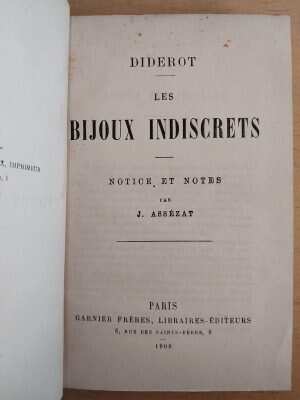 DIDEROT
LES
BIJOUX INDISCRETS
NOTICE ET NOTES
PAR
J. ASSÉZAT
PARIS
GARNIER FRÈRES, LIBRAIRES-ÉDITEURS
6, RUE DES SAINTS-PÈRES, 6
IMPRIMEUR